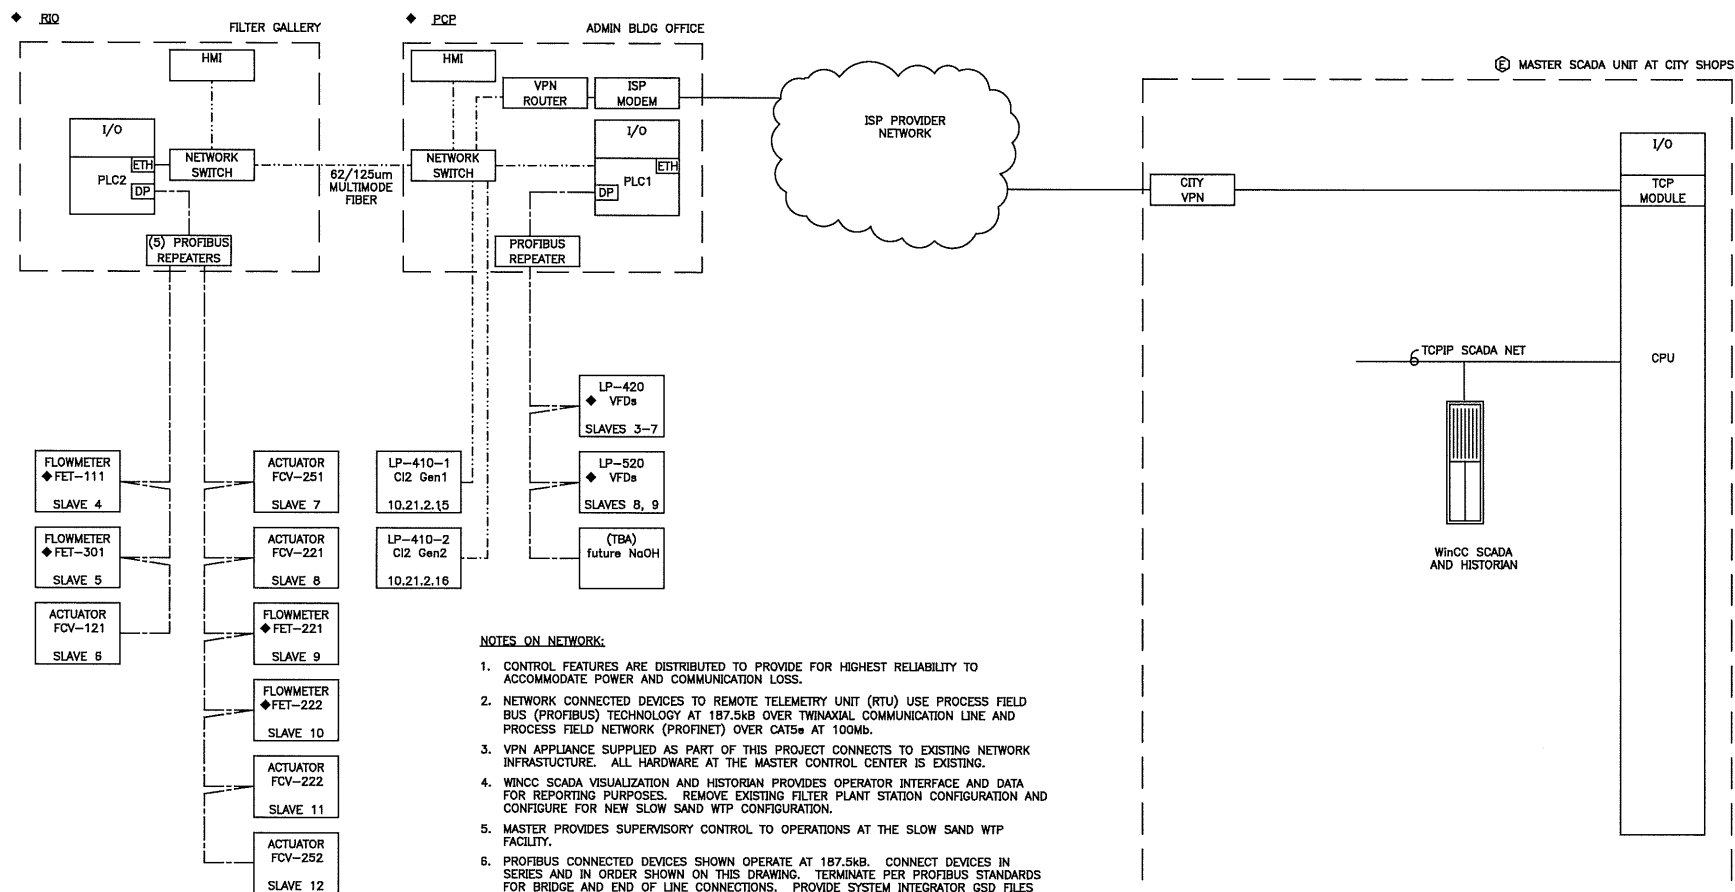 RIO
FILTER GALLERY
HMI
I/O
ETH
PLC2
DP
NETWORK
SWITCH
(5) PROFIBUS
REPEATERS
62/125um
MULTIMODE
FIBER
PCP
ADMIN BLDG OFFICE
HMI
VPN
ROUTER
ISP
MODEM
I/O
NETWORK
SWITCH
ETH
PLC1
DP
PROFIBUS
REPEATER
ISP PROVIDER
NETWORK
E MASTER SCADA UNIT AT CITY SHOPS
CITY
VPN
I/O
TCP
MODULE
CPU
TCPIP SCADA NET
WinCC SCADA
AND HISTORIAN
FLOWMETER
FET-111
SLAVE 4
FLOWMETER
FET-301
SLAVE 5
ACTUATOR
FCV-121
SLAVE 6
ACTUATOR
FCV-251
SLAVE 7
ACTUATOR
FCV-221
SLAVE 8
FLOWMETER
FET-221
SLAVE 9
FLOWMETER
FET-222
SLAVE 10
ACTUATOR
FCV-222
SLAVE 11
ACTUATOR
FCV-252
SLAVE 12
LP-410-1
Cl2 Gen1
10.21.2.15
LP-410-2
Cl2 Gen2
10.21.2.16
LP-420
VFDs
SLAVES 3-7
LP-520
VFDs
SLAVES 8, 9
(TBA)
future NaOH
NOTES ON NETWORK:
1. CONTROL FEATURES ARE DISTRIBUTED TO PROVIDE FOR HIGHEST RELIABILITY TO
ACCOMMODATE POWER AND COMMUNICATION LOSS.
2. NETWORK CONNECTED DEVICES TO REMOTE TELEMETRY UNIT (RTU) USE PROCESS FIELD
BUS (PROFIBUS) TECHNOLOGY AT 187.5kB OVER TWINAXIAL COMMUNICATION LINE AND
PROCESS FIELD NETWORK (PROFINET) OVER CAT5e AT 100Mb.
3. VPN APPLIANCE SUPPLIED AS PART OF THIS PROJECT CONNECTS TO EXISTING NETWORK
INFRASTUCTURE. ALL HARDWARE AT THE MASTER CONTROL CENTER IS EXISTING.
4. WINCC SCADA VISUALIZATION AND HISTORIAN PROVIDES OPERATOR INTERFACE AND DATA
FOR REPORTING PURPOSES. REMOVE EXISTING FILTER PLANT STATION CONFIGURATION AND
CONFIGURE FOR NEW SLOW SAND WTP CONFIGURATION.
5. MASTER PROVIDES SUPERVISORY CONTROL TO OPERATIONS AT THE SLOW SAND WTP
FACILITY.
6. PROFIBUS CONNECTED DEVICES SHOWN OPERATE AT 187.5kB. CONNECT DEVICES IN
SERIES AND IN ORDER SHOWN ON THIS DRAWING. TERMINATE PER PROFIBUS STANDARDS
FOR BRIDGE AND END OF LINE CONNECTIONS. PROVIDE SYSTEM INTEGRATOR GSD FILES